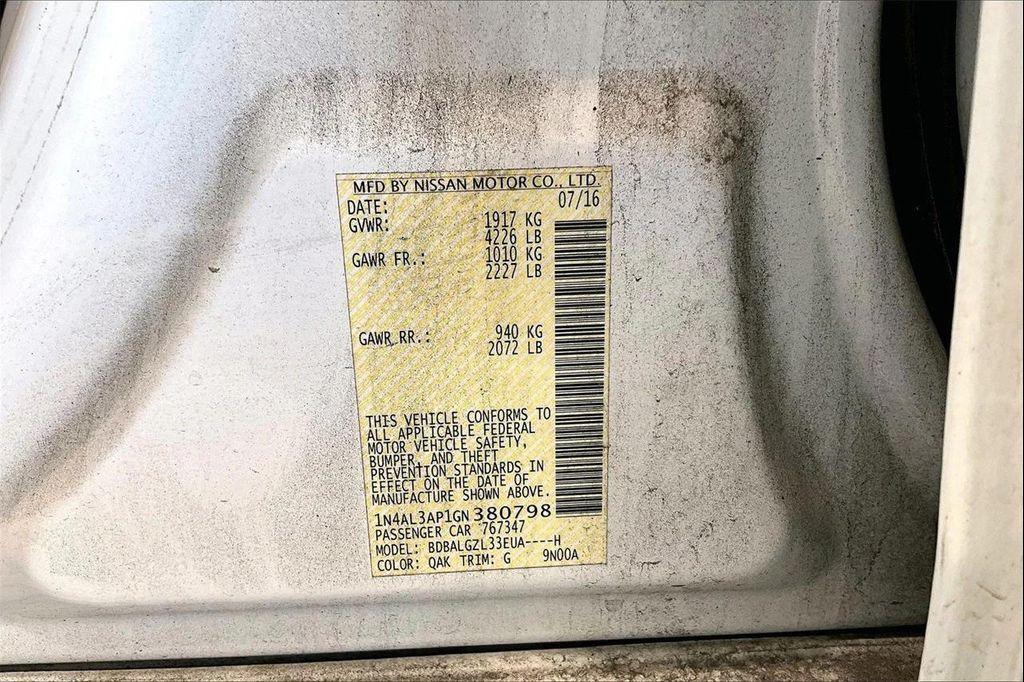 MFD BY NISSAN MOTOR CO., LTD.
DATE: 07/16
GVWR: 1917 KG
4226 LB
GAWR FR.: 1010 KG
2227 LB
GAWR RR.: 940 KG
2072 LB
THIS VEHICLE CONFORMS TO
ALL APPLICABLE FEDERAL
MOTOR VEHICLE SAFETY,
BUMPER, AND THEFT
PREVENTION STANDARDS IN
EFFECT ON THE DATE OF
MANUFACTURE SHOWN ABOVE.
1N4AL3AP1GN 380798
PASSENGER CAR 767347
MODEL: BDBALGZL33EUA----H
COLOR: QAK TRIM: G 9N00A